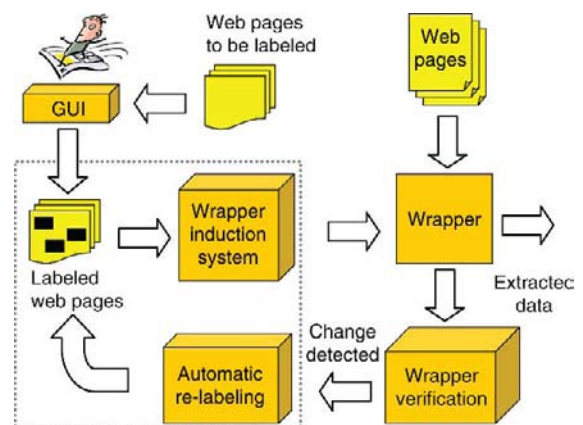 Web pages
to be labeled
Web
pages
GUI
Wrapper
induction
system
Wrapper
Labeled
web pages
Extracted
data
Change
detected
Automatic
re-labeling
Wrapper
verification